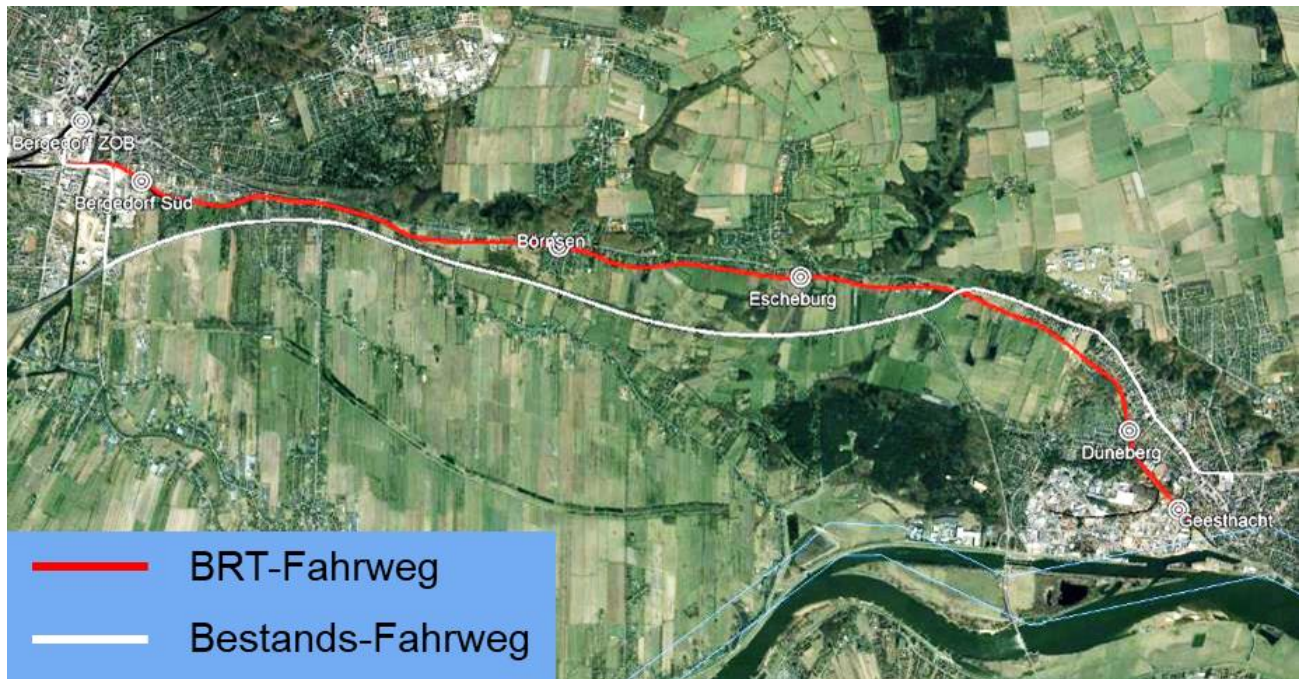 Bergedorf ZOB
Bergedorf Süd
Börnsen
Escheburg
Düneberg
Geesthacht
BRT-Fahrweg
Bestands-Fahrweg